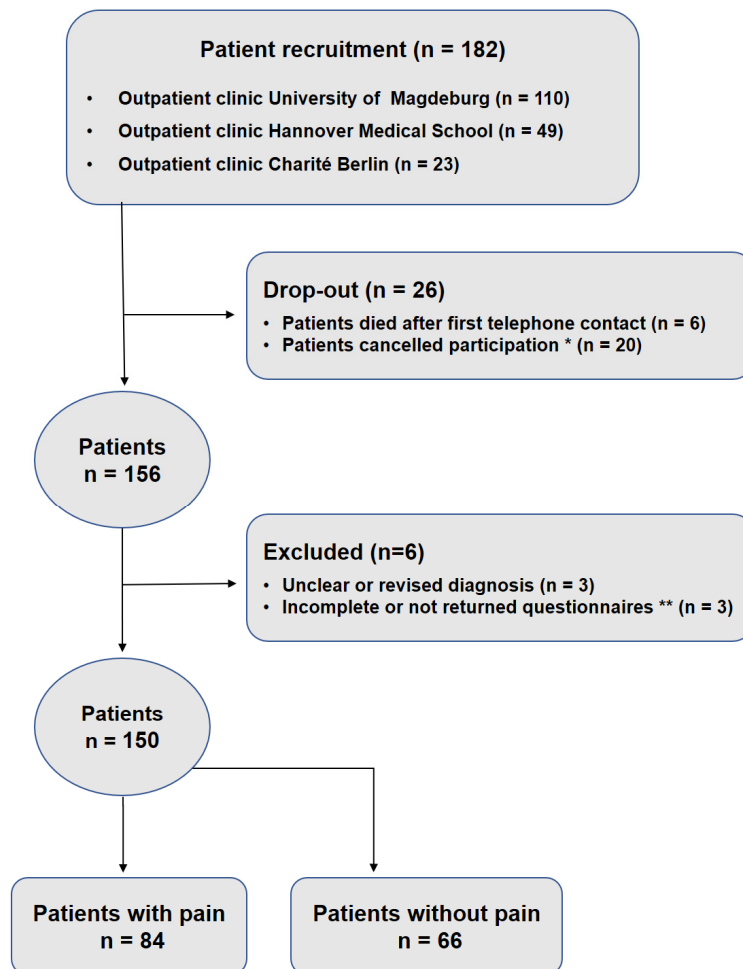 Patient recruitment (n = 182)
• Outpatient clinic University of Magdeburg (n = 110)
• Outpatient clinic Hannover Medical School (n = 49)
• Outpatient clinic Charité Berlin (n = 23)
Drop-out (n = 26)
• Patients died after first telephone contact (n = 6)
• Patients cancelled participation * (n = 20)
Patients
n = 156
Excluded (n=6)
• Unclear or revised diagnosis (n = 3)
• Incomplete or not returned questionnaires ** (n = 3)
Patients
n = 150
Patients with pain
n = 84
Patients without pain
n = 66